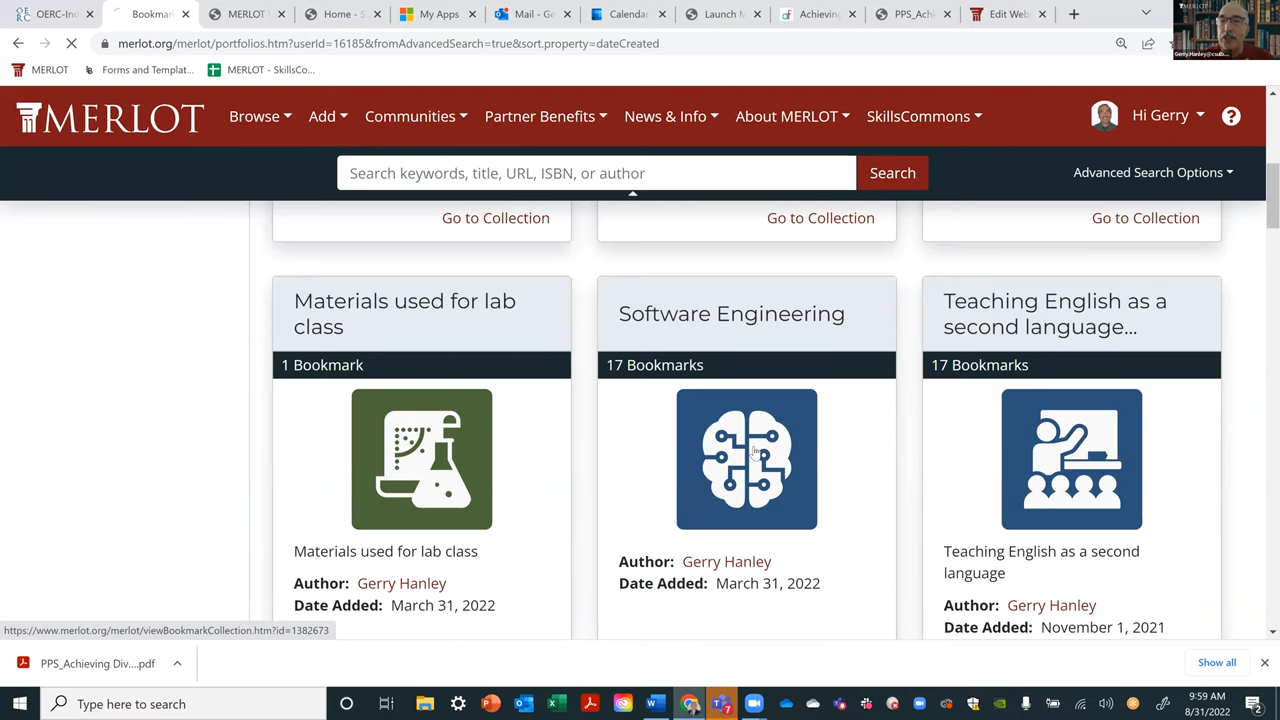 OERC-Ind
Bookmar
MERLOT
Home - S
My Apps
Mail - Ge
Calendar
Launch M
Achieving
PPS_Achi
Edit Web
merlot.org/merlot/portfolios.htm?userId=16185&fromAdvancedSearch=true&sort.property=dateCreated
MERLOT
Gerry.Hanley@csulb....
MERLOT
Forms and Templat...
MERLOT - SkillsCo...
MERLOT
Browse
Add
Communities
Partner Benefits
News & Info
About MERLOT
SkillsCommons
Hi Gerry
?
Search keywords, title, URL, ISBN, or author
Search
Advanced Search Options
Go to Collection
Go to Collection
Go to Collection
Materials used for lab
class
1 Bookmark
Materials used for lab class
Author: Gerry Hanley
Date Added: March 31, 2022
Software Engineering
17 Bookmarks
Author: Gerry Hanley
Date Added: March 31, 2022
Teaching English as a
second language...
17 Bookmarks
Teaching English as a second
language
Author: Gerry Hanley
Date Added: November 1, 2021
https://www.merlot.org/merlot/viewBookmarkCollection.htm?id=1382673
PPS_Achieving Div....pdf
Show all
Type here to search
9:59 AM
8/31/2022
2